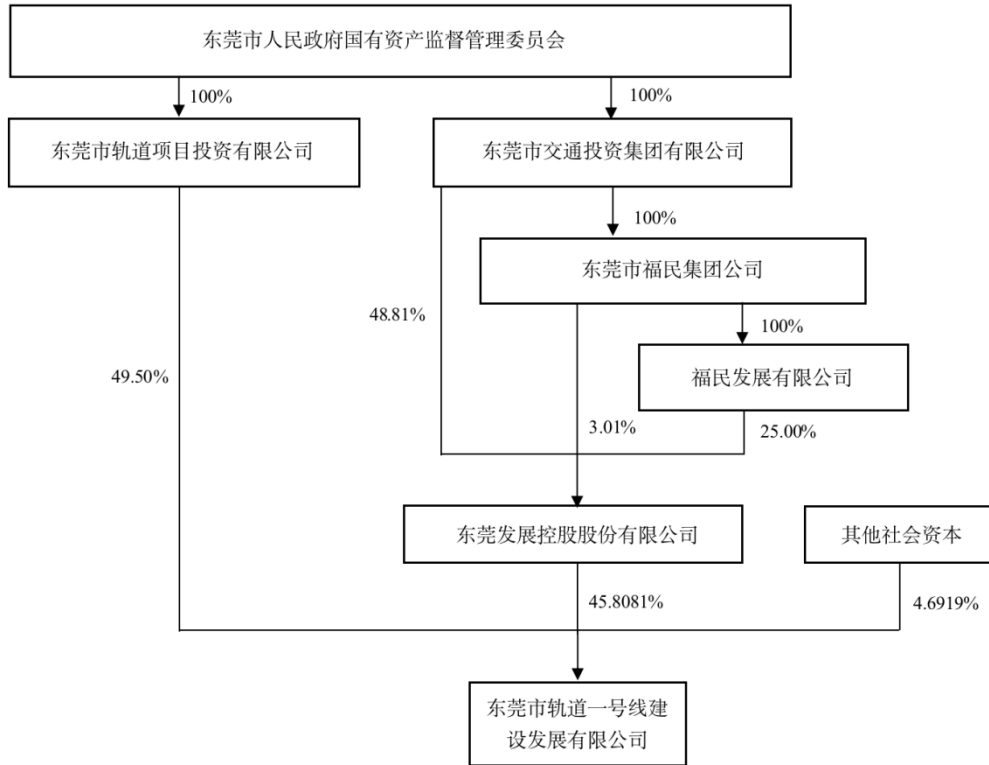 东莞市人民政府国有资产监督管理委员会
100%
100%
东莞市轨道项目投资有限公司
东莞市交通投资集团有限公司
100%
东莞市福民集团公司
48.81%
100%
49.50%
福民发展有限公司
3.01%
25.00%
东莞发展控股股份有限公司
其他社会资本
45.8081%
4.6919%
东莞市轨道一号线建
设发展有限公司